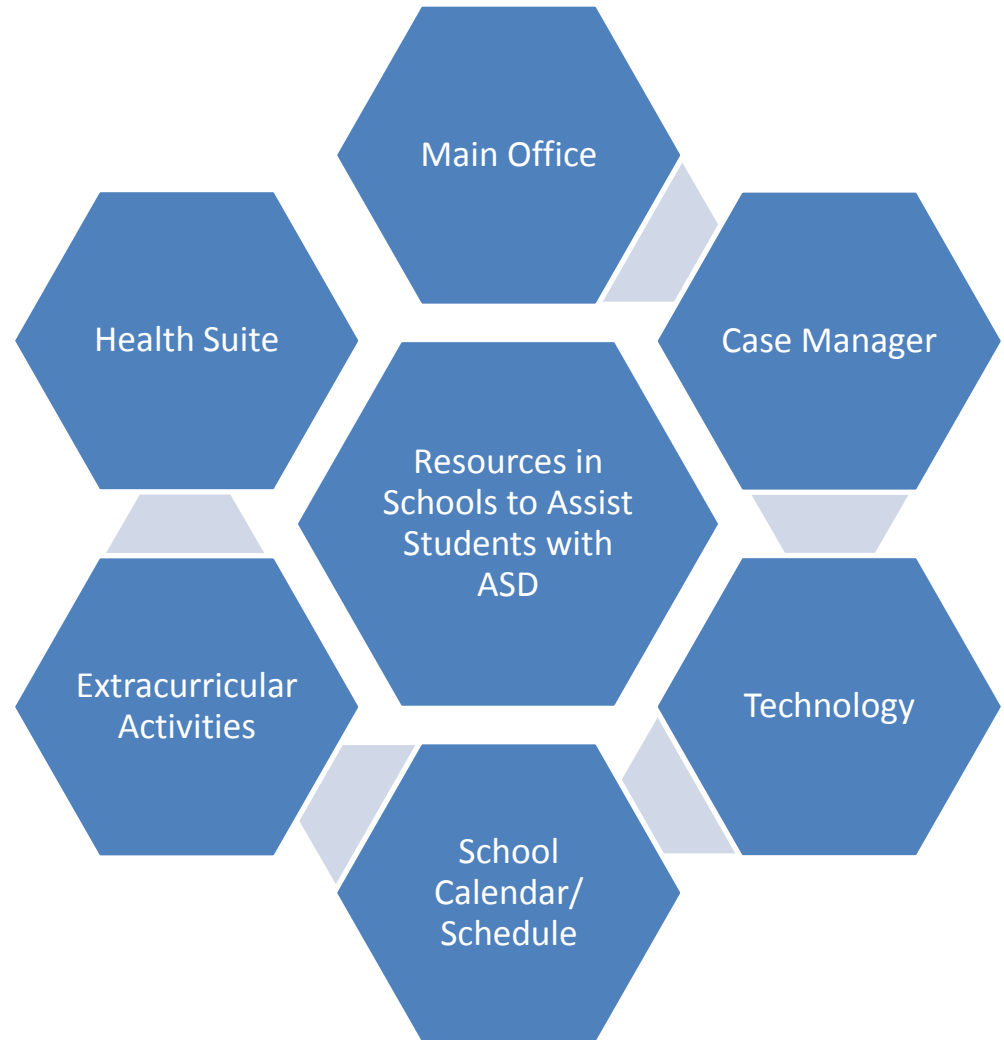 Main Office
Health Suite
Case Manager
Resources in
Schools to Assist
Students with
ASD
Extracurricular
Activities
Technology
School
Calendar/
Schedule